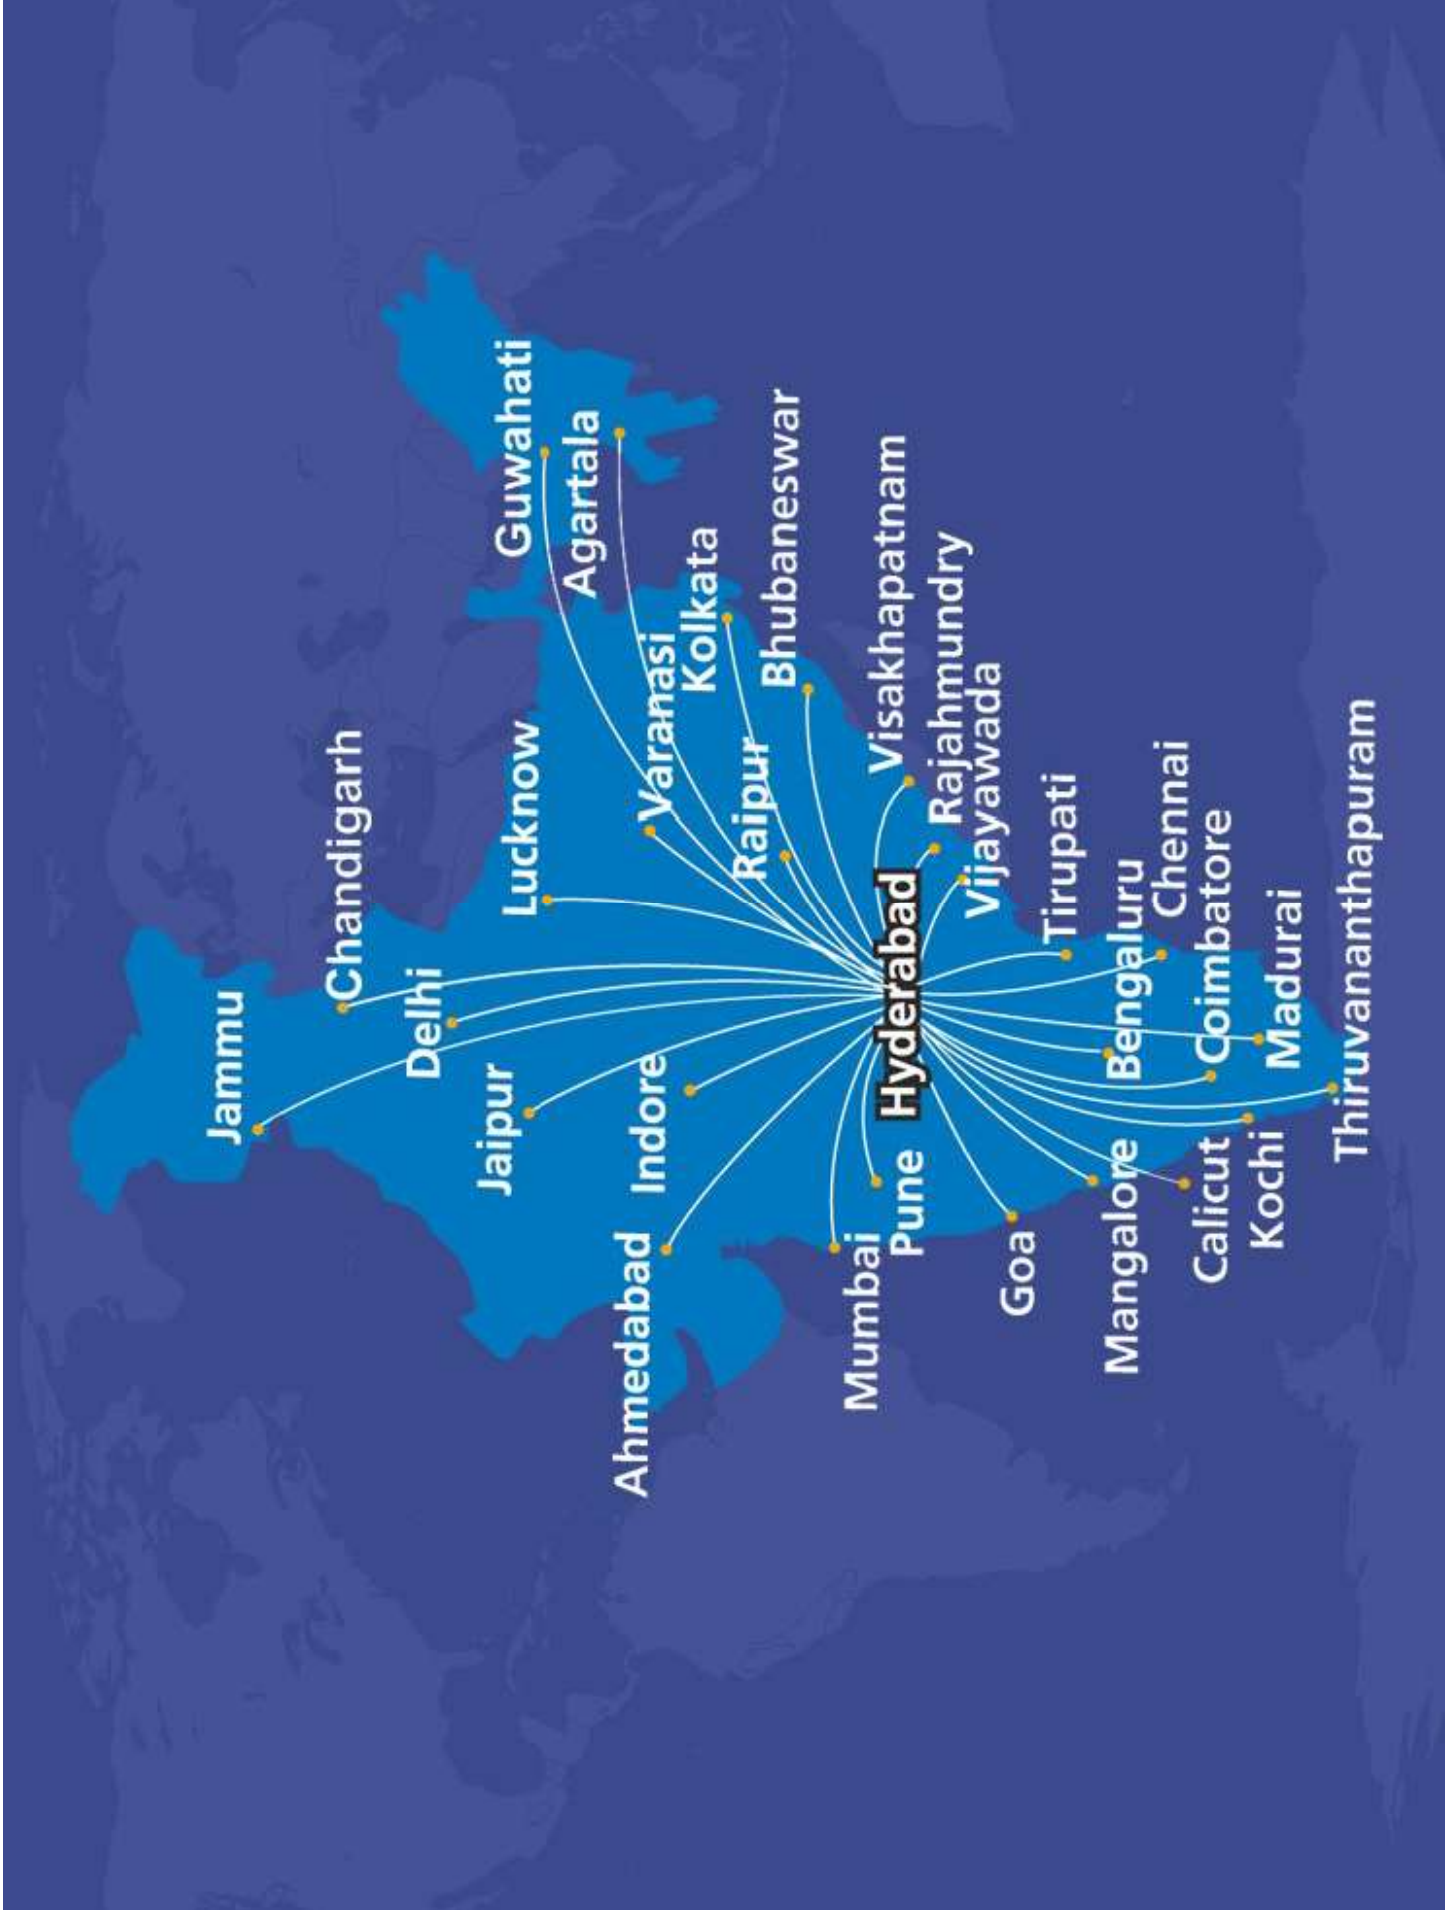 Jammu
Chandigarh
Delhi
Jaipur
Lucknow
Guwahati
Agartala
Ahmedabad
Indore
Varanasi
Kolkata
Raipur
Bhubaneswar
Mumbai
Pune
Hyderabad
Visakhapatnam
Rajahmundry
Vijayawada
Goa
Tirupati
Mangalore
Bengaluru
Chennai
Calicut
Coimbatore
Kochi
Madurai
Thiruvananthapuram